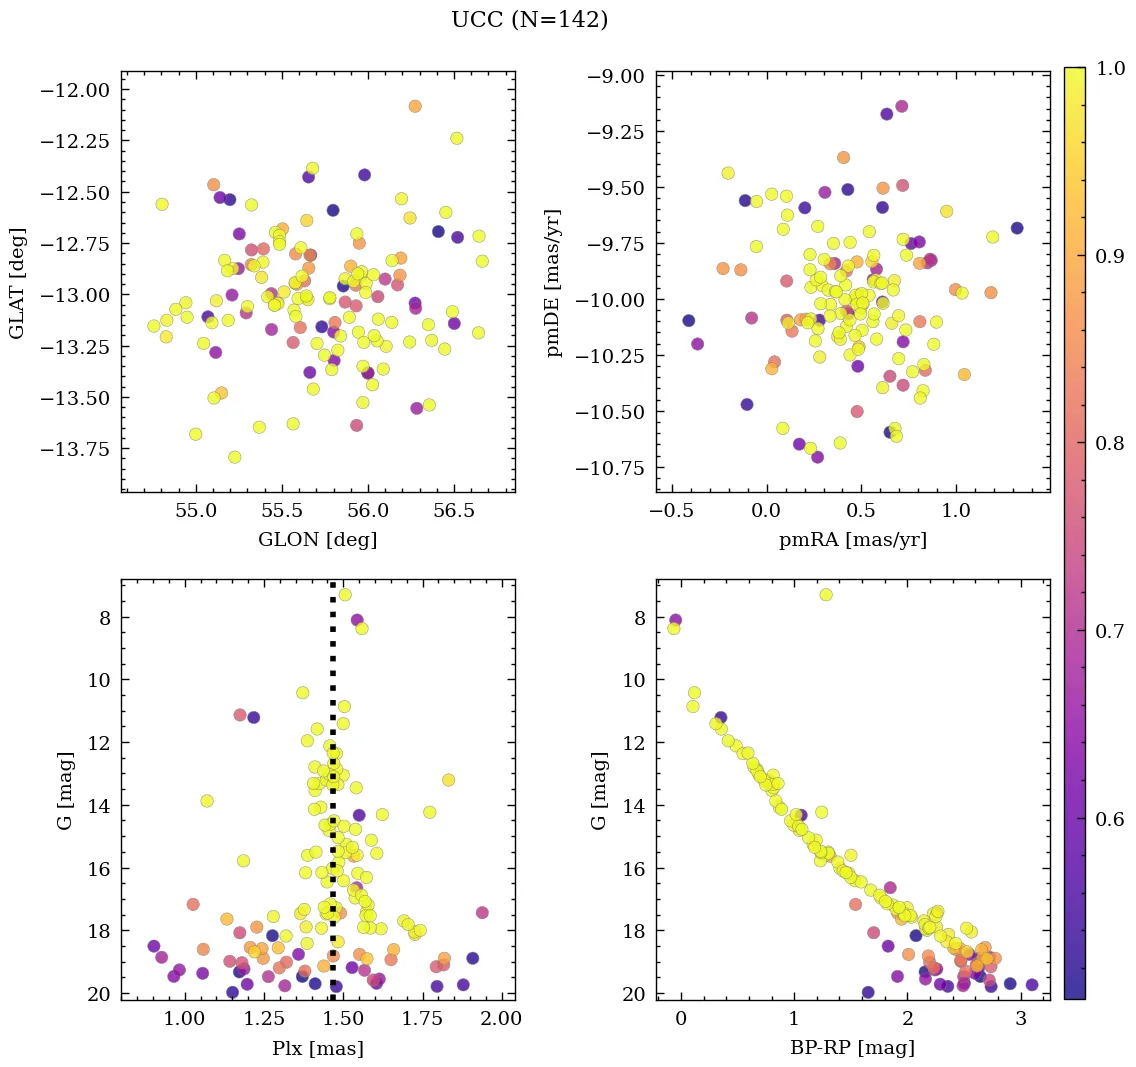 UCC (N=142)
−12.00
−12.25
−12.50
−12.75
−13.00
−13.25
−13.50
−13.75
GLAT [deg]
55.0 55.5 56.0 56.5
GLON [deg]
−9.00
−9.25
−9.50
−9.75
−10.00
−10.25
−10.50
−10.75
pmDE [mas/yr]
−0.5 0.0 0.5 1.0
pmRA [mas/yr]
8
10
12
14
16
18
20
G [mag]
1.00 1.25 1.50 1.75 2.00
Plx [mas]
8
10
12
14
16
18
20
G [mag]
0 1 2 3
BP-RP [mag]
1.0
0.9
0.8
0.7
0.6